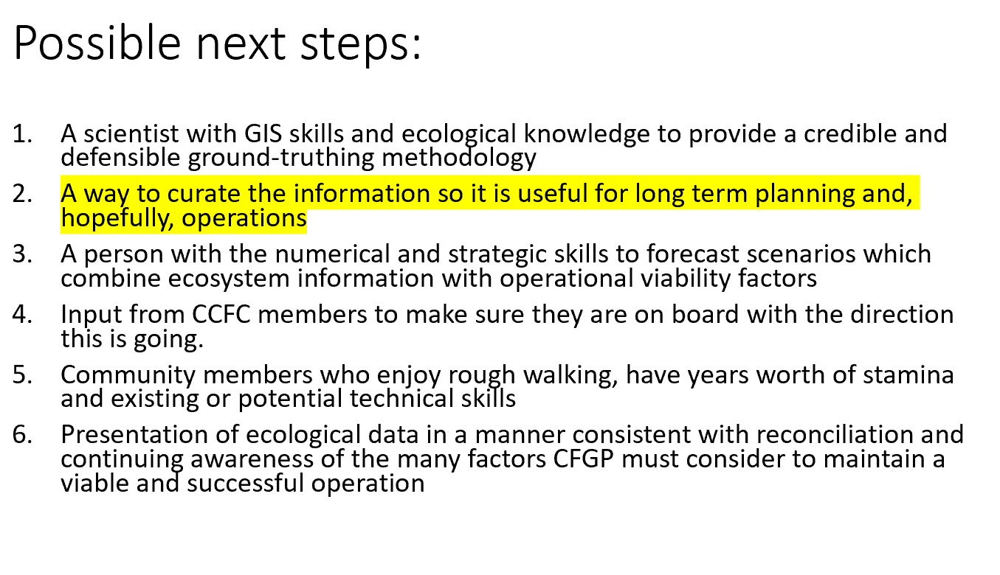 Possible next steps:
1. A scientist with GIS skills and ecological knowledge to provide a credible and
defensible ground-truthing methodology
2. A way to curate the information so it is useful for long term planning and,
hopefully, operations
3. A person with the numerical and strategic skills to forecast scenarios which
combine ecosystem information with operational viability factors
4. Input from CCFC members to make sure they are on board with the direction
this is going.
5. Community members who enjoy rough walking, have years worth of stamina
and existing or potential technical skills
6. Presentation of ecological data in a manner consistent with reconciliation and
continuing awareness of the many factors CFGP must consider to maintain a
viable and successful operation